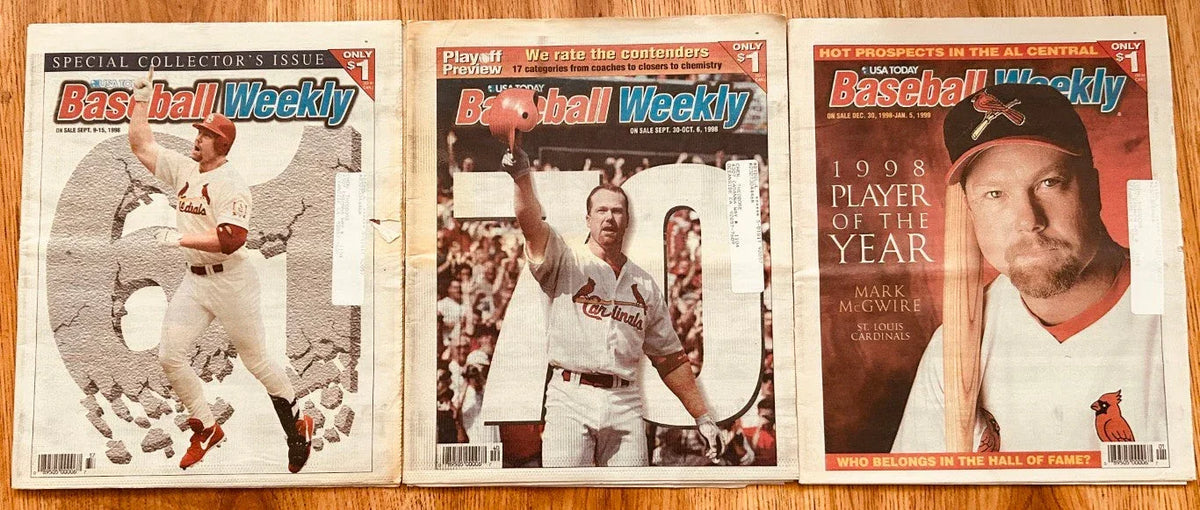 SPECIAL COLLECTOR'S ISSUE
ONLY
$1
USA TODAY
Baseball Weekly
ON SALE SEPT. 9-15, 1998
61
Cardinals
37
Playoff
Preview
We rate the contenders
17 categories from coaches to closers to chemistry
ONLY
$1
USA TODAY
Baseball Weekly
ON SALE SEPT. 30-OCT. 6, 1998
70
Cardinals
40
HOT PROSPECTS IN THE AL CENTRAL
ONLY
$1
USA TODAY
Baseball Weekly
ON SALE DEC. 30, 1998-JAN. 5, 1999
1998
PLAYER
OF THE
YEAR
MARK
McGWIRE
ST. LOUIS
CARDINALS
01
WHO BELONGS IN THE HALL OF FAME?